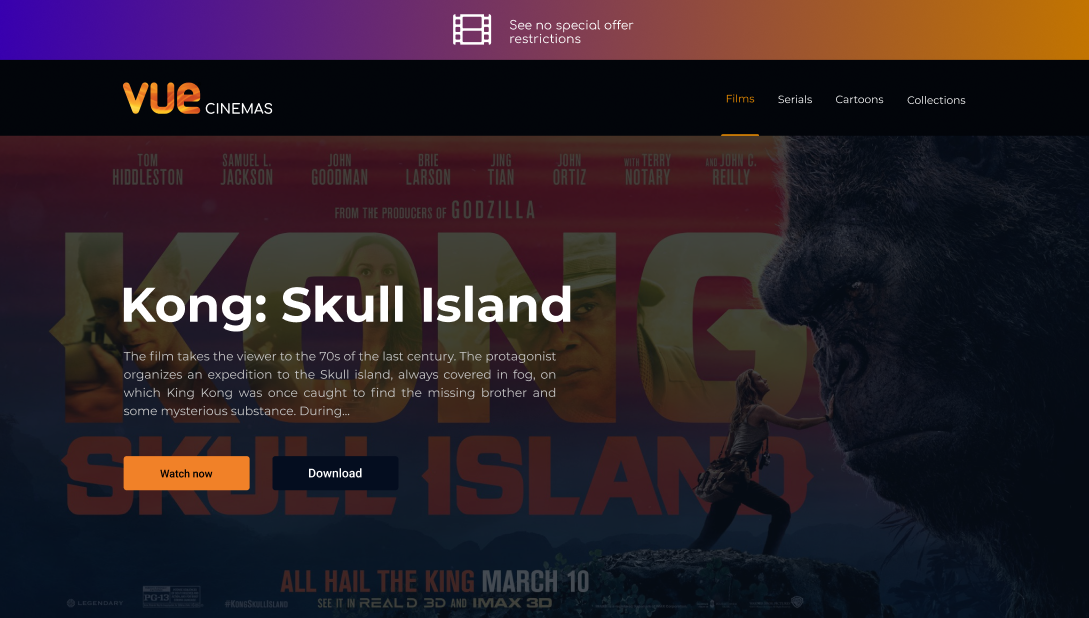 See no special offer
restrictions
vue CINEMAS
Films Serials Cartoons Collections
TOM HIDDLESTON
SAMUEL L. JACKSON
JOHN GOODMAN
BRIE LARSON
JING TIAN
JOHN ORTIZ
WITH TERRY NOTARY
AND JOHN C. REILLY
FROM THE PRODUCERS OF GODZILLA
KONG
Kong: Skull Island
The film takes the viewer to the 70s of the last century. The protagonist
organizes an expedition to the Skull island, always covered in fog, on
which King Kong was once caught to find the missing brother and
some mysterious substance. During...
SKULL ISLAND
Watch now
Download
ALL HAIL THE KING MARCH 10
LEGENDARY
PG-13
#KONGSKULLISLAND
SEE IT IN REALD 3D AND IMAX 3D